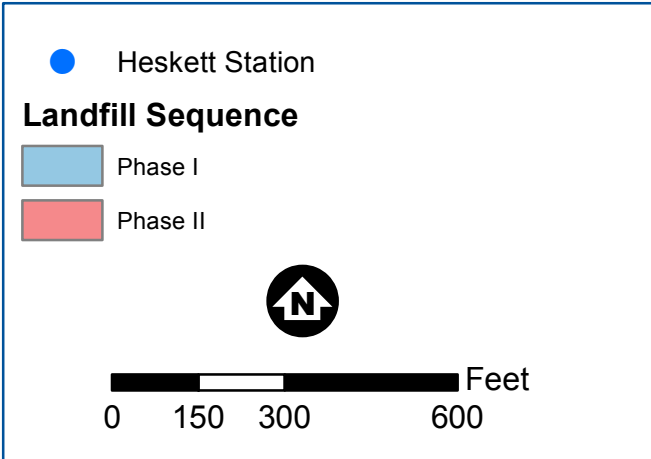 Heskett Station
Landfill Sequence
Phase I
Phase II
N
Feet
0 150 300 600